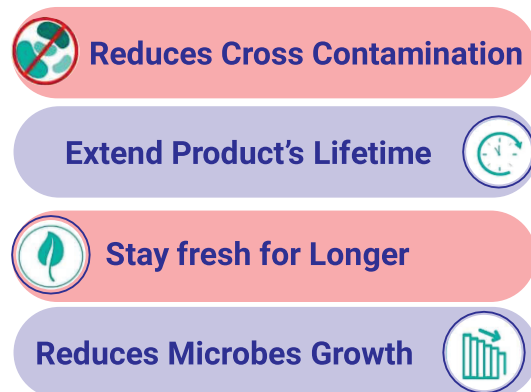 Reduces Cross Contamination
Extend Product's Lifetime
Stay fresh for Longer
Reduces Microbes Growth